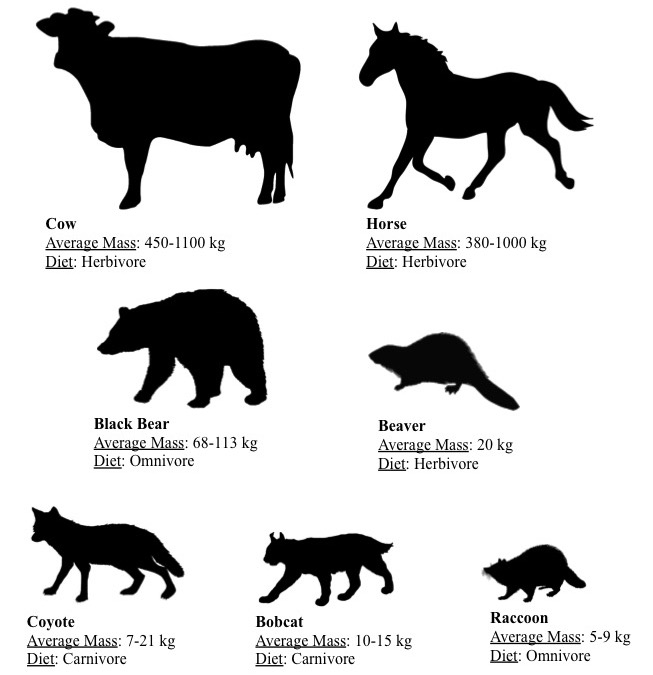 Cow
Average Mass: 450-1100 kg
Diet: Herbivore
Horse
Average Mass: 380-1000 kg
Diet: Herbivore
Black Bear
Average Mass: 68-113 kg
Diet: Omnivore
Beaver
Average Mass: 20 kg
Diet: Herbivore
Coyote
Average Mass: 7-21 kg
Diet: Carnivore
Bobcat
Average Mass: 10-15 kg
Diet: Carnivore
Raccoon
Average Mass: 5-9 kg
Diet: Omnivore